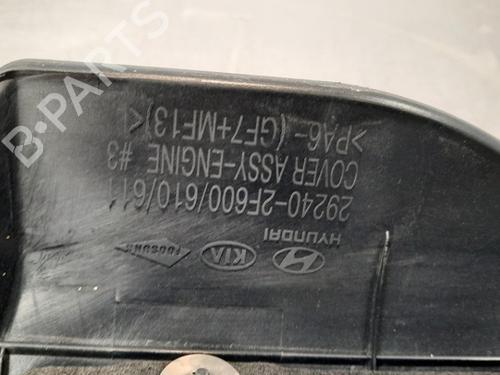 HYUNDAI KIA
29240-2F600/610/611
COVER ASSY-ENGINE #3
>PA6-(GF7+MF13)<
B-PARTS